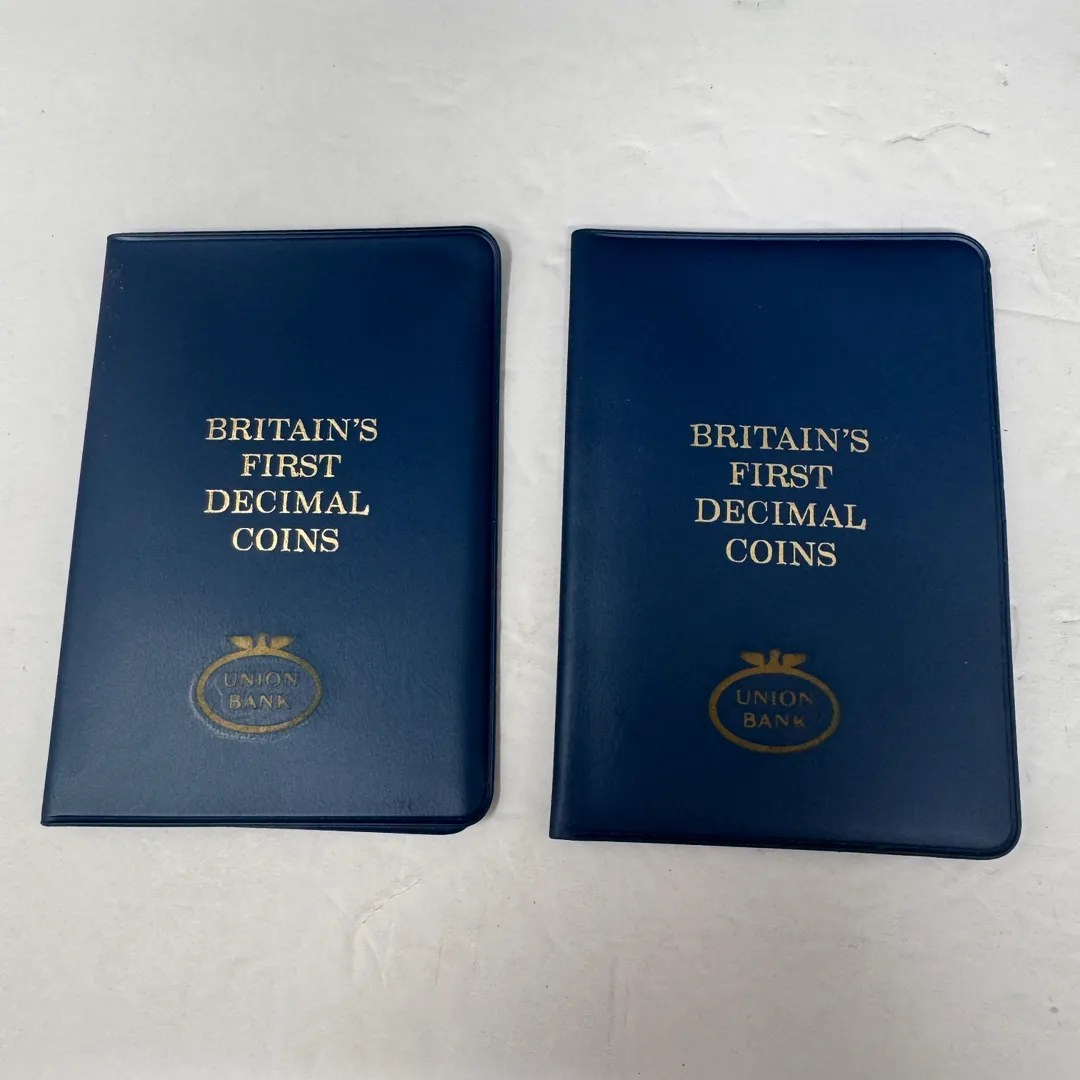 BRITAIN'S
FIRST
DECIMAL
COINS
UNION
BANK
BRITAIN'S
FIRST
DECIMAL
COINS
UNION
BANK